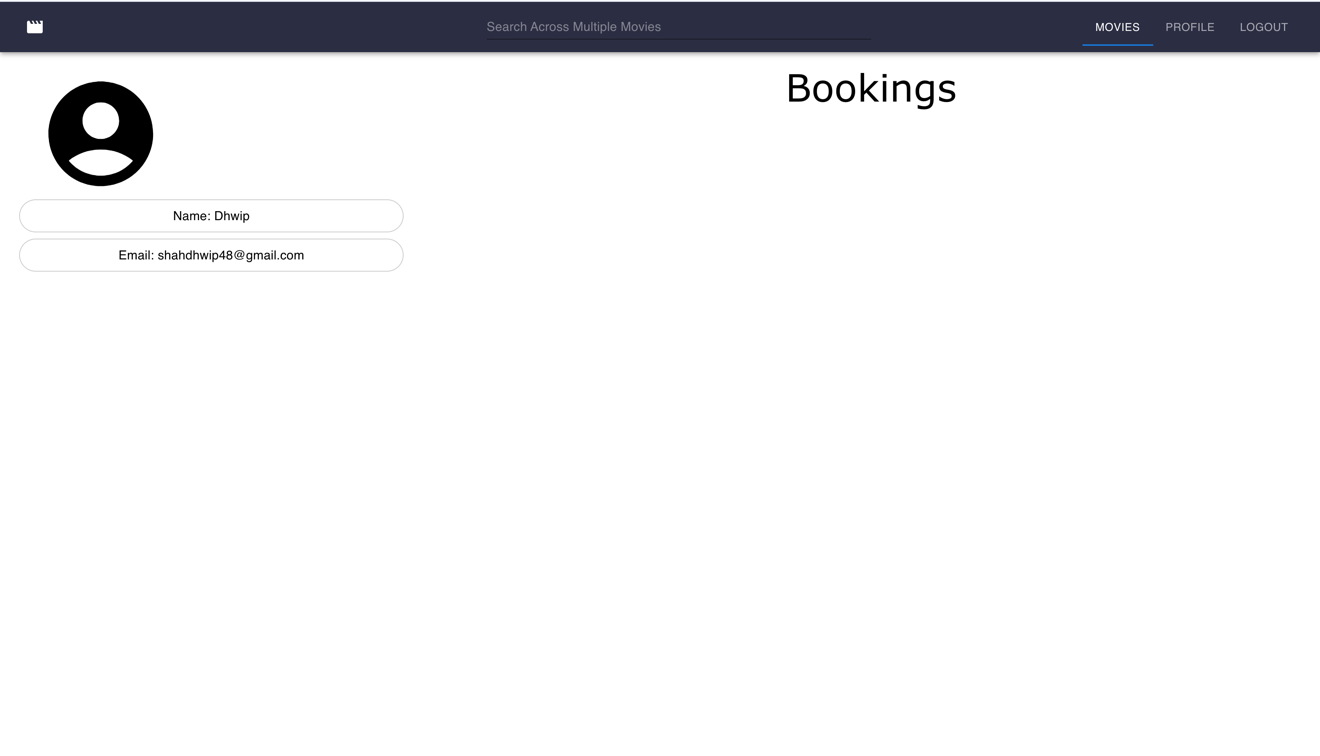 Search Across Multiple Movies
MOVIES
PROFILE
LOGOUT
Bookings
Name: Dhwip
Email: shahdhwip48@gmail.com